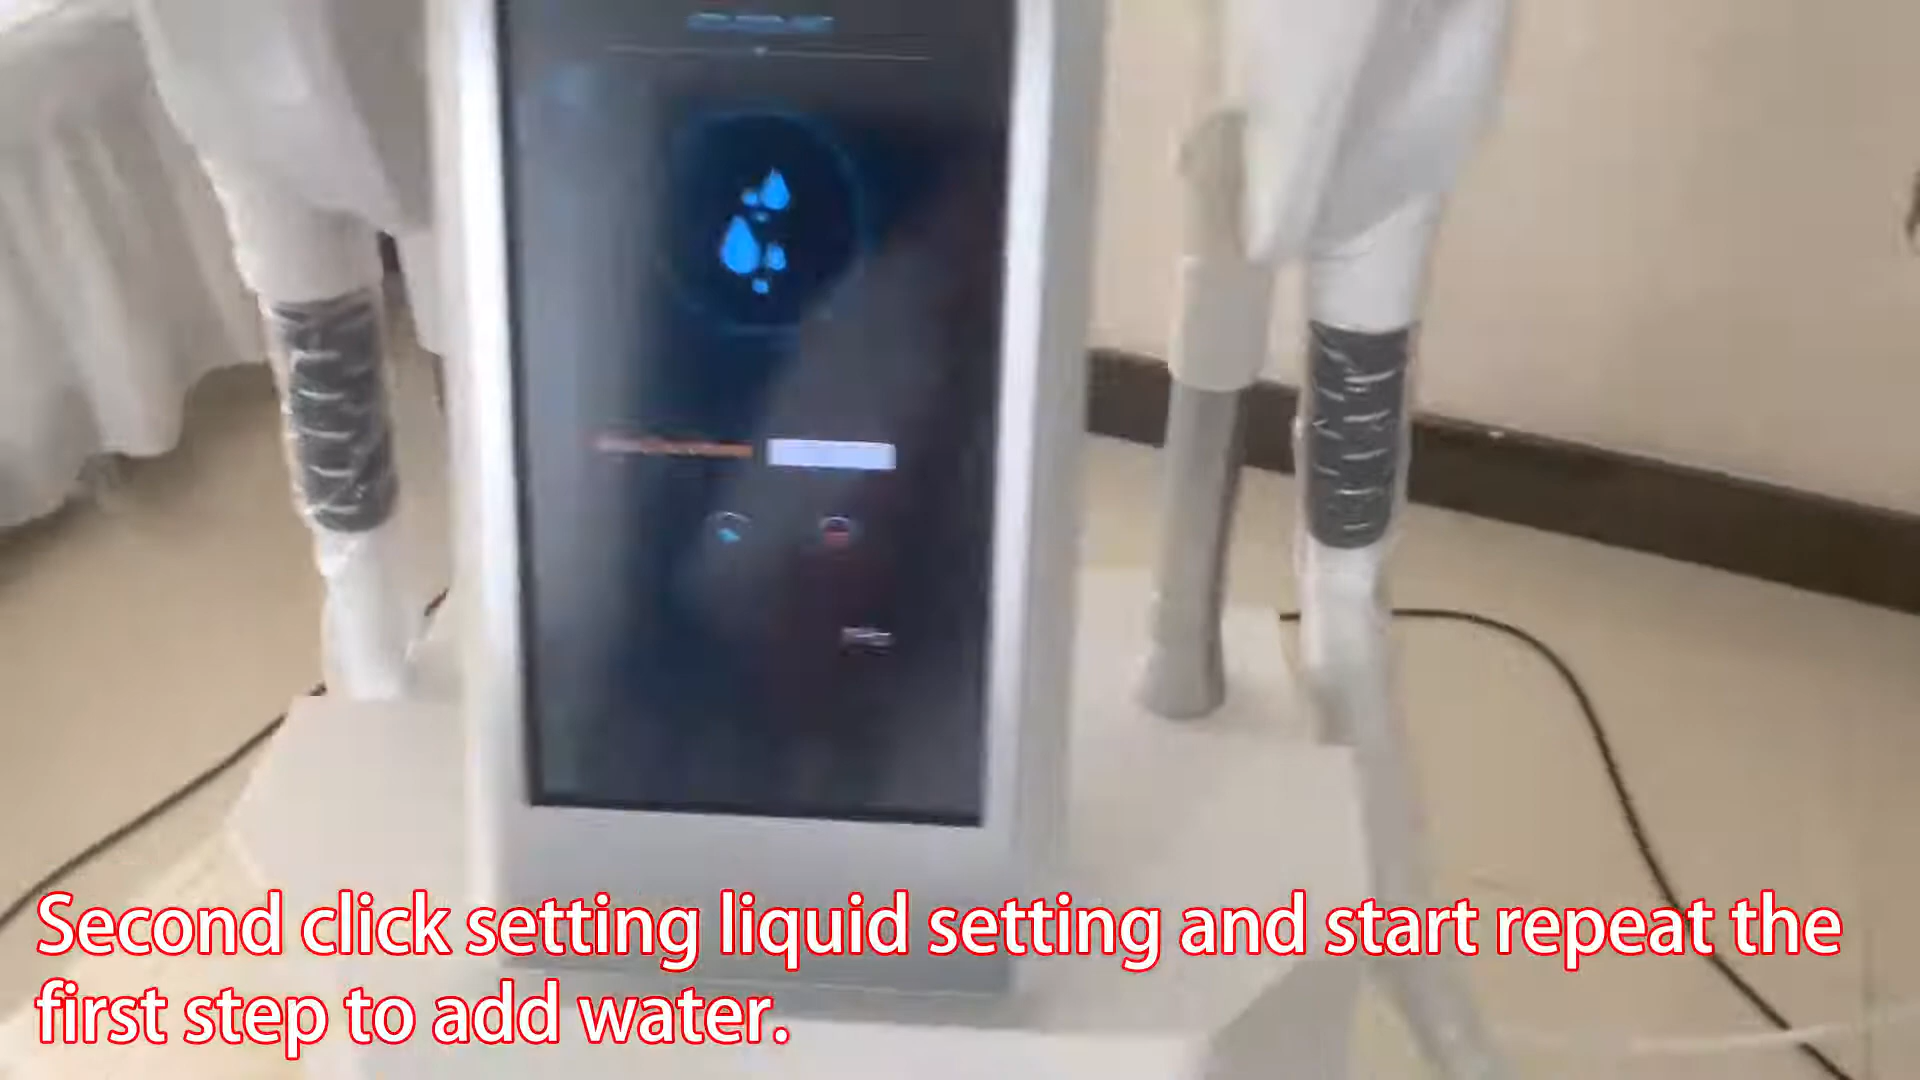 Second click setting liquid setting and start repeat the
first step to add water.